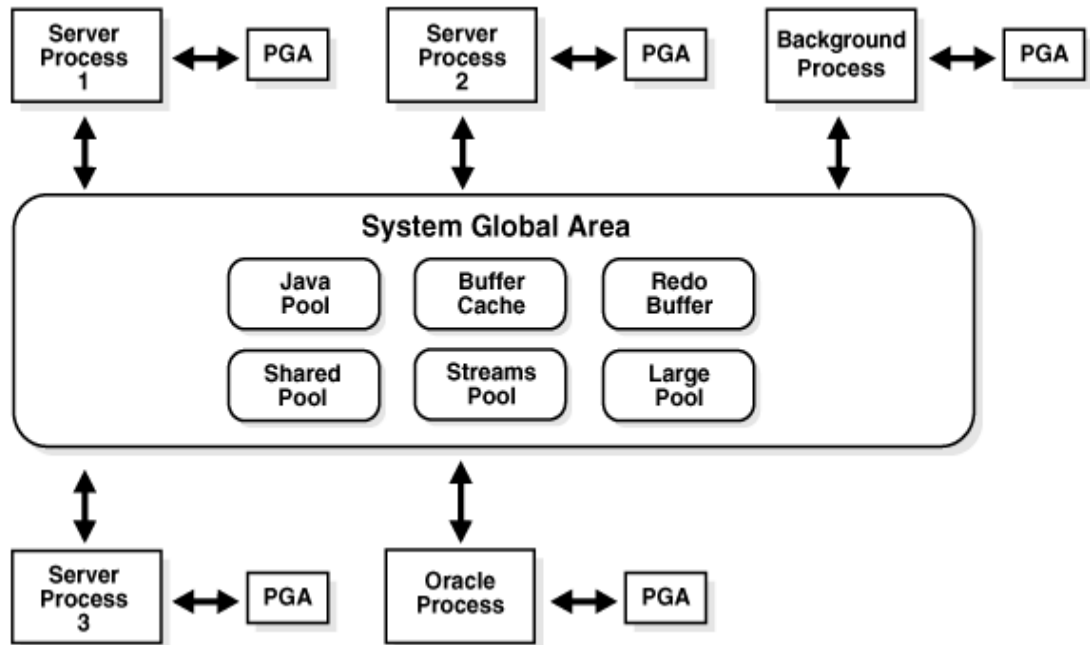 Server
Process
1
PGA
Server
Process
2
PGA
Background
Process
PGA
System Global Area
Java
Pool
Buffer
Cache
Redo
Buffer
Shared
Pool
Streams
Pool
Large
Pool
Server
Process
3
PGA
Oracle
Process
PGA